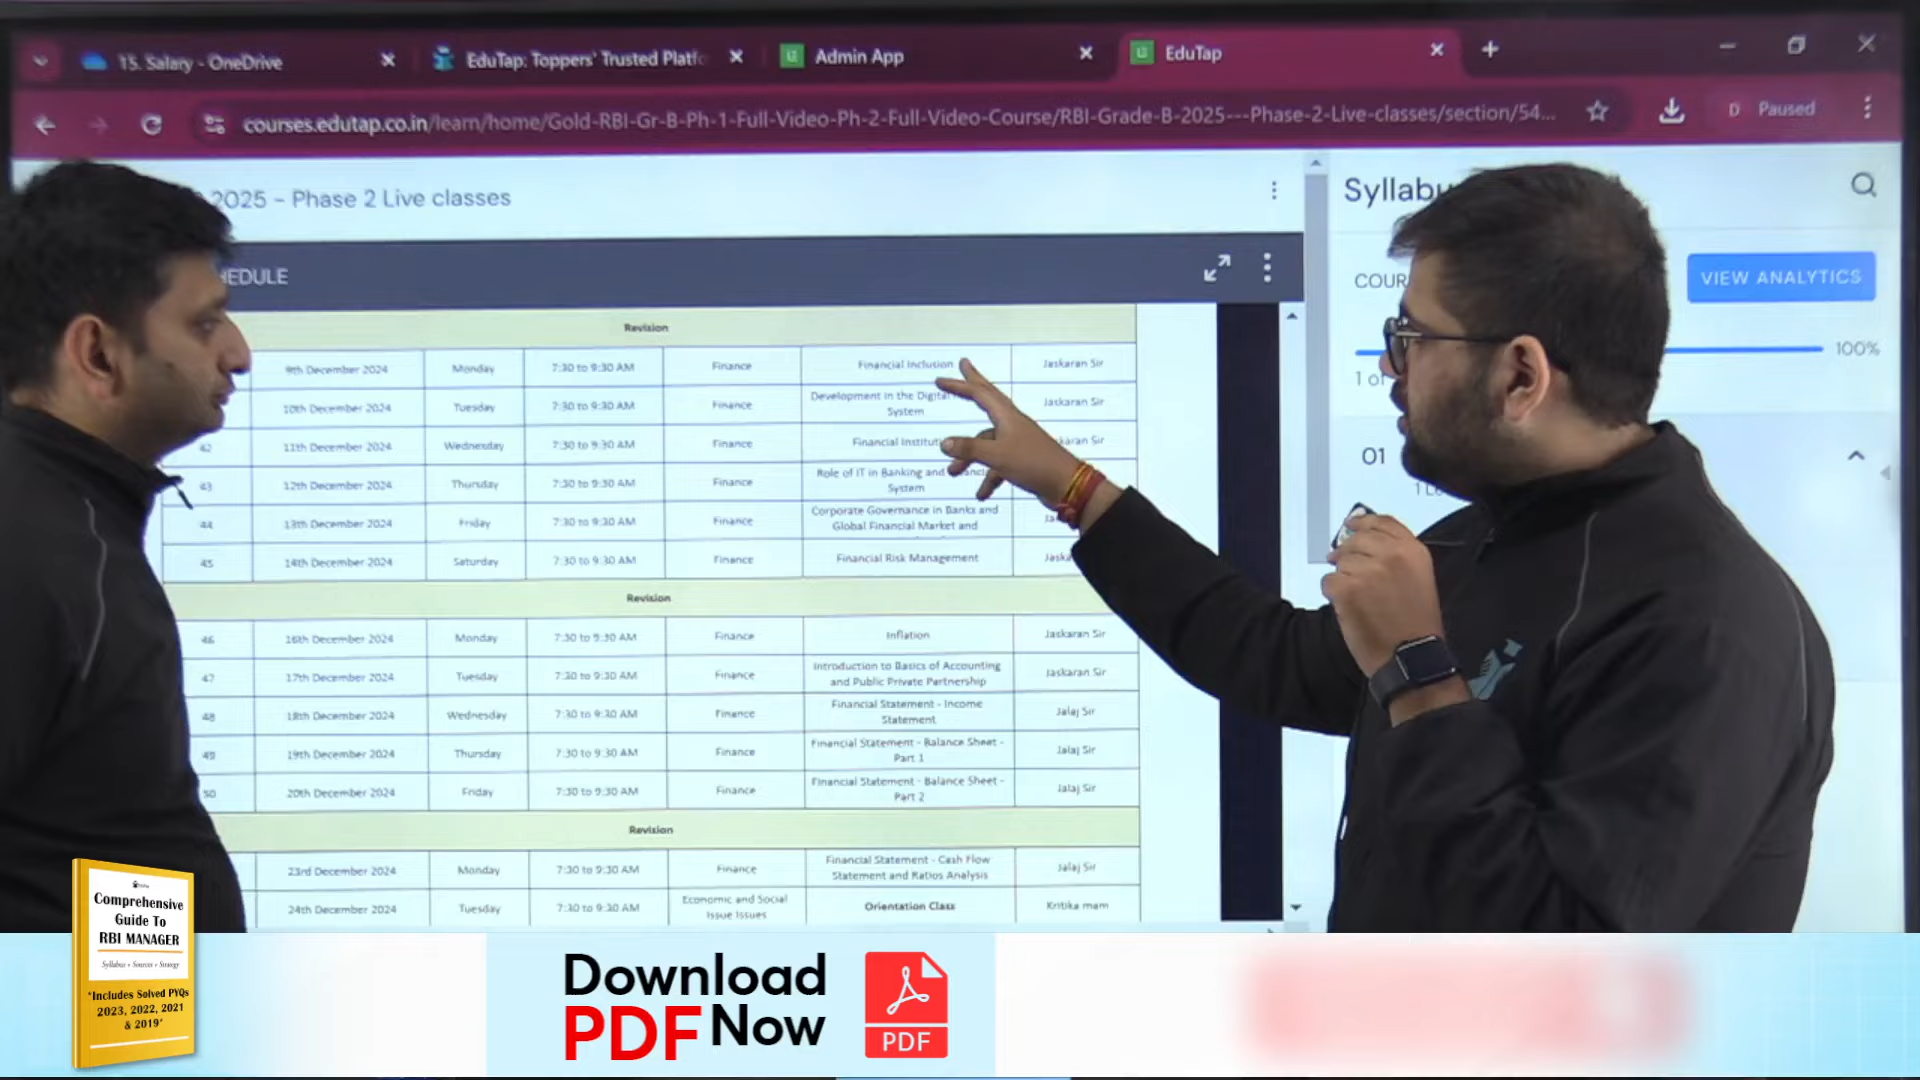 15. Salary - OneDrive
EduTap: Toppers' Trusted Platf
Admin App
EduTap
courses.edutap.co.in/learn/home/Gold-RBI-Gr-B-Ph-1-Full-Video-Ph-2-Full-Video-Course/RBI-Grade-B-2025---Phase-2-Live-classes/section/54...
D Paused
2025 - Phase 2 Live classes
Syllabu
HEDULE
COUR
VIEW ANALYTICS
100%
1 of
01
Revision
9th December 2024 Monday 7:30 to 9:30 AM Finance Financial Inclusion Jaskaran Sir
10th December 2024 Tuesday 7:30 to 9:30 AM Finance Development in the Digital Jaskaran Sir
System
42 11th December 2024 Wednesday 7:30 to 9:30 AM Finance Financial Instituti karan Sir
43 12th December 2024 Thursday 7:30 to 9:30 AM Finance Role of IT in Banking and
System
44 13th December 2024 Friday 7:30 to 9:30 AM Finance Corporate Governance in Banks and
Global Financial Market and
45 14th December 2024 Saturday 7:30 to 9:30 AM Finance Financial Risk Management Jaska
Revision
46 16th December 2024 Monday 7:30 to 9:30 AM Finance Inflation Jaskaran Sir
47 17th December 2024 Tuesday 7:30 to 9:30 AM Finance Introduction to Basics of Accounting Jaskaran Sir
and Public Private Partnership
48 18th December 2024 Wednesday 7:30 to 9:30 AM Finance Financial Statement - Income Jalaj Sir
Statement
49 19th December 2024 Thursday 7:30 to 9:30 AM Finance Financial Statement - Balance Sheet - Jalaj Sir
Part 1
50 20th December 2024 Friday 7:30 to 9:30 AM Finance Financial Statement - Balance Sheet - Jalaj Sir
Part 2
Revision
23rd December 2024 Monday 7:30 to 9:30 AM Finance Financial Statement - Cash Flow Jalaj Sir
Statement and Ratios Analysis
24th December 2024 Tuesday 7:30 to 9:30 AM Economic and Social Orientation Class Kritika mam
Issue Issues
Comprehensive
Guide To
RBI MANAGER
Syllabus + Sources + Strategy
*Includes Solved PYQs
2023, 2022, 2021
& 2019*
Download
PDF Now
PDF